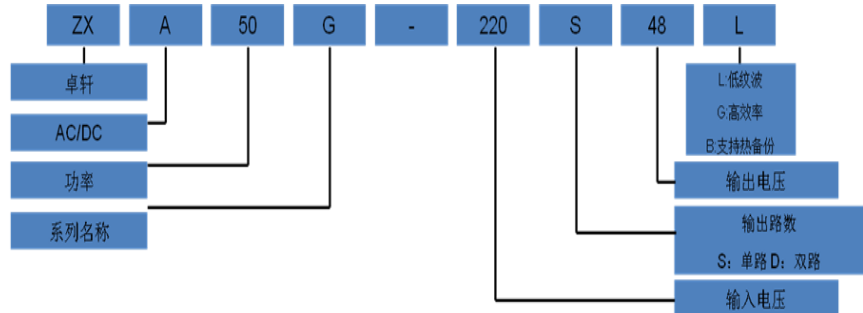 ZX A 50 G - 220 S 48 L
卓轩
AC/DC
功率
系列名称
L:低纹波
G:高效率
B:支持热备份
输出电压
输出路数
S：单路 D：双路
输入电压